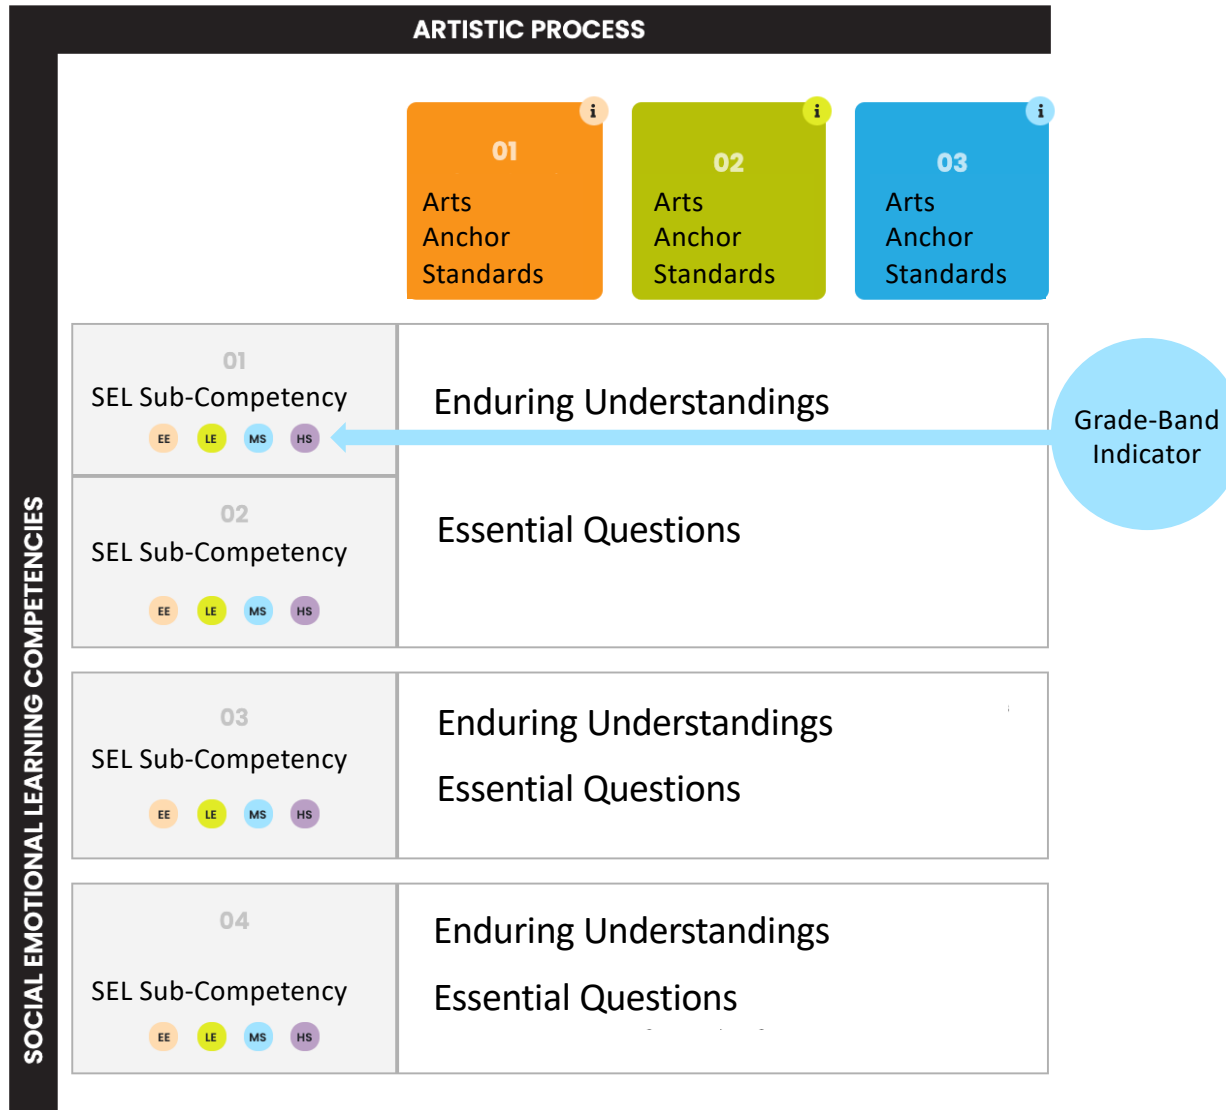 ARTISTIC PROCESS
i
i
i
01
02
03
Arts
Anchor
Standards
Arts
Anchor
Standards
Arts
Anchor
Standards
SOCIAL EMOTIONAL LEARNING COMPETENCIES
01
SEL Sub-Competency
EE LE MS HS
Enduring Understandings
Grade-Band
Indicator
02
SEL Sub-Competency
EE LE MS HS
Essential Questions
03
SEL Sub-Competency
EE LE MS HS
Enduring Understandings
Essential Questions
04
SEL Sub-Competency
EE LE MS HS
Enduring Understandings
Essential Questions